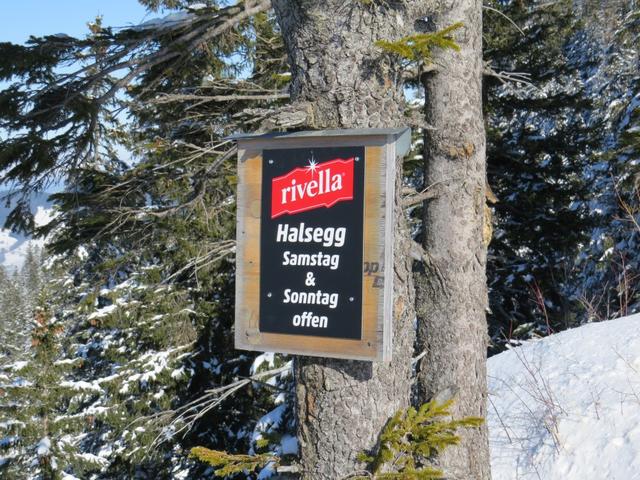 rivella
Halsegg
Samstag
&
Sonntag
offen